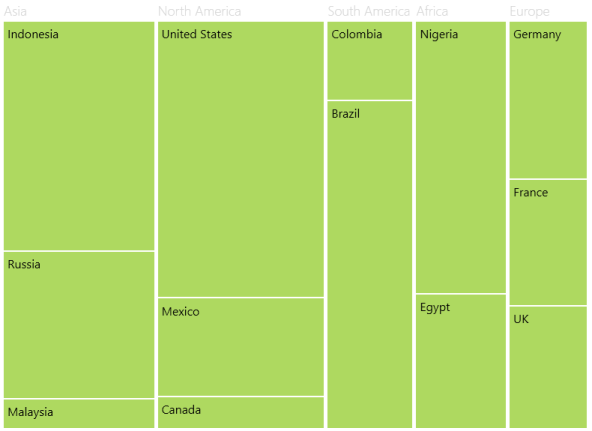 Asia North America South America Africa Europe
Indonesia United States Colombia Nigeria Germany
Brazil
France
Russia
Egypt
Mexico
UK
Canada
Malaysia